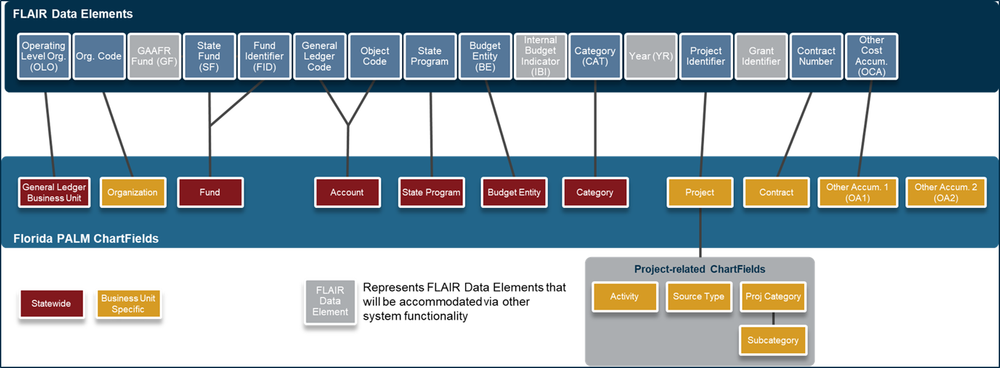 FLAIR Data Elements
Operating
Level Org.
(OLO)
Org. Code
GAAFR
Fund (GF)
State
Fund
(SF)
Fund
Identifier
(FID)
General
Ledger
Code
Object
Code
State
Program
Budget
Entity
(BE)
Internal
Budget
Indicator
(IBI)
Category
(CAT)
Year (YR)
Project
Identifier
Grant
Identifier
Contract
Number
Other
Cost
Accum.
(OCA)
General Ledger
Business Unit
Organization
Fund
Account
State Program
Budget Entity
Category
Project
Contract
Other Accum. 1
(OA1)
Other Accum. 2
(OA2)
Florida PALM ChartFields
Project-related ChartFields
Activity
Source Type
Proj Category
Subcategory
Statewide
Business Unit
Specific
FLAIR
Data
Element
Represents FLAIR Data Elements that
will be accommodated via other
system functionality